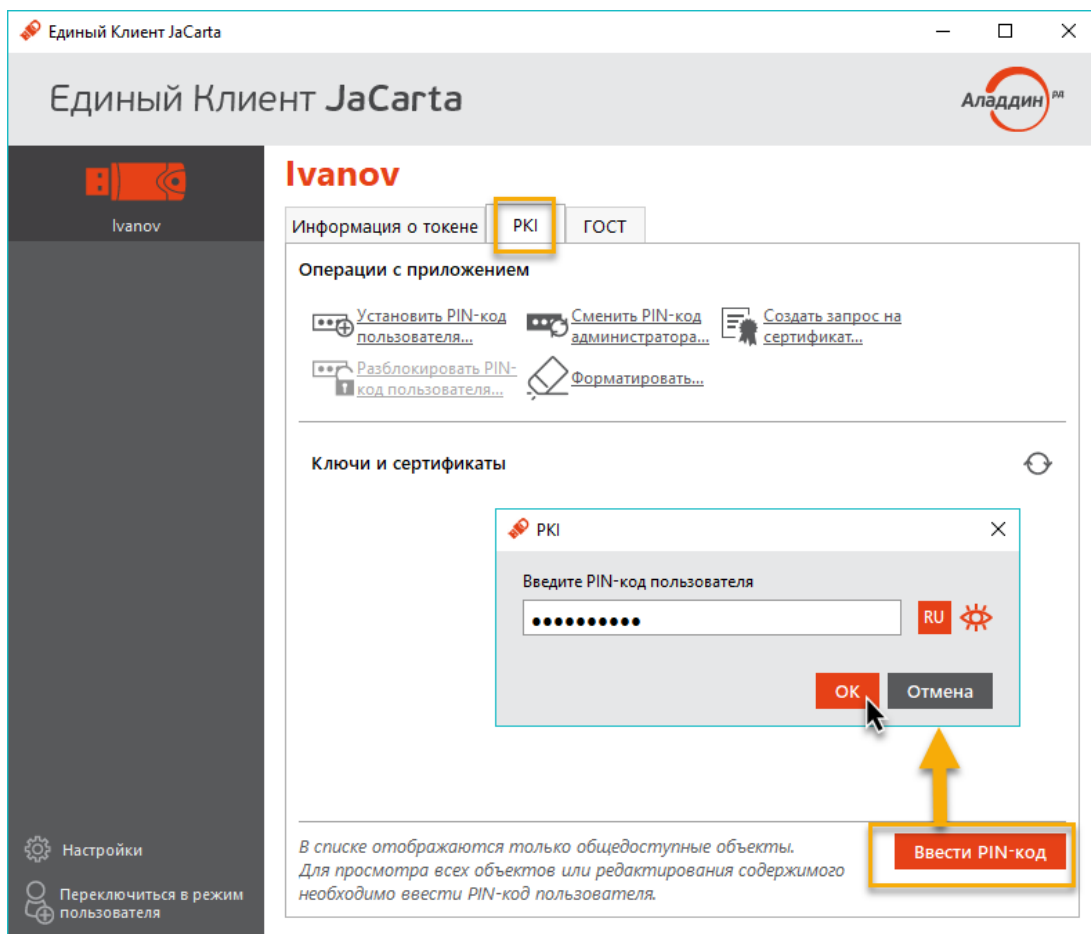 Единый Клиент JaCarta
Единый Клиент JaCarta
Аладдин РД
Ivanov
Ivanov
Информация о токене
PKI
ГОСТ
Операции с приложением
Установить PIN-код
пользователя...
Сменить PIN-код
администратора...
Создать запрос на
сертификат...
Разблокировать PIN-
код пользователя...
Форматировать...
Ключи и сертификаты
PKI
Введите PIN-код пользователя
RU
ОК
Отмена
В списке отображаются только общедоступные объекты.
Для просмотра всех объектов или редактирования содержимого
необходимо ввести PIN-код пользователя.
Ввести PIN-код
Настройки
Переключиться в режим
пользователя